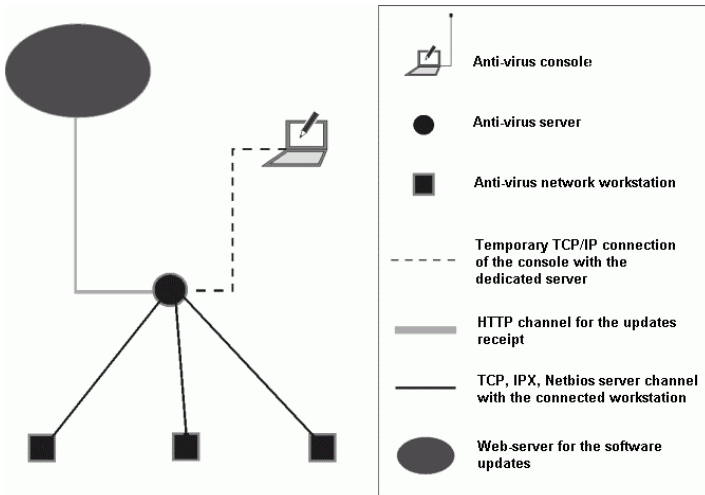 Anti-virus console
Anti-virus server
Anti-virus network workstation
Temporary TCP/IP connection
of the console with the
dedicated server
HTTP channel for the updates
receipt
TCP, IPX, Netbios server channel
with the connected workstation
Web-server for the software
updates